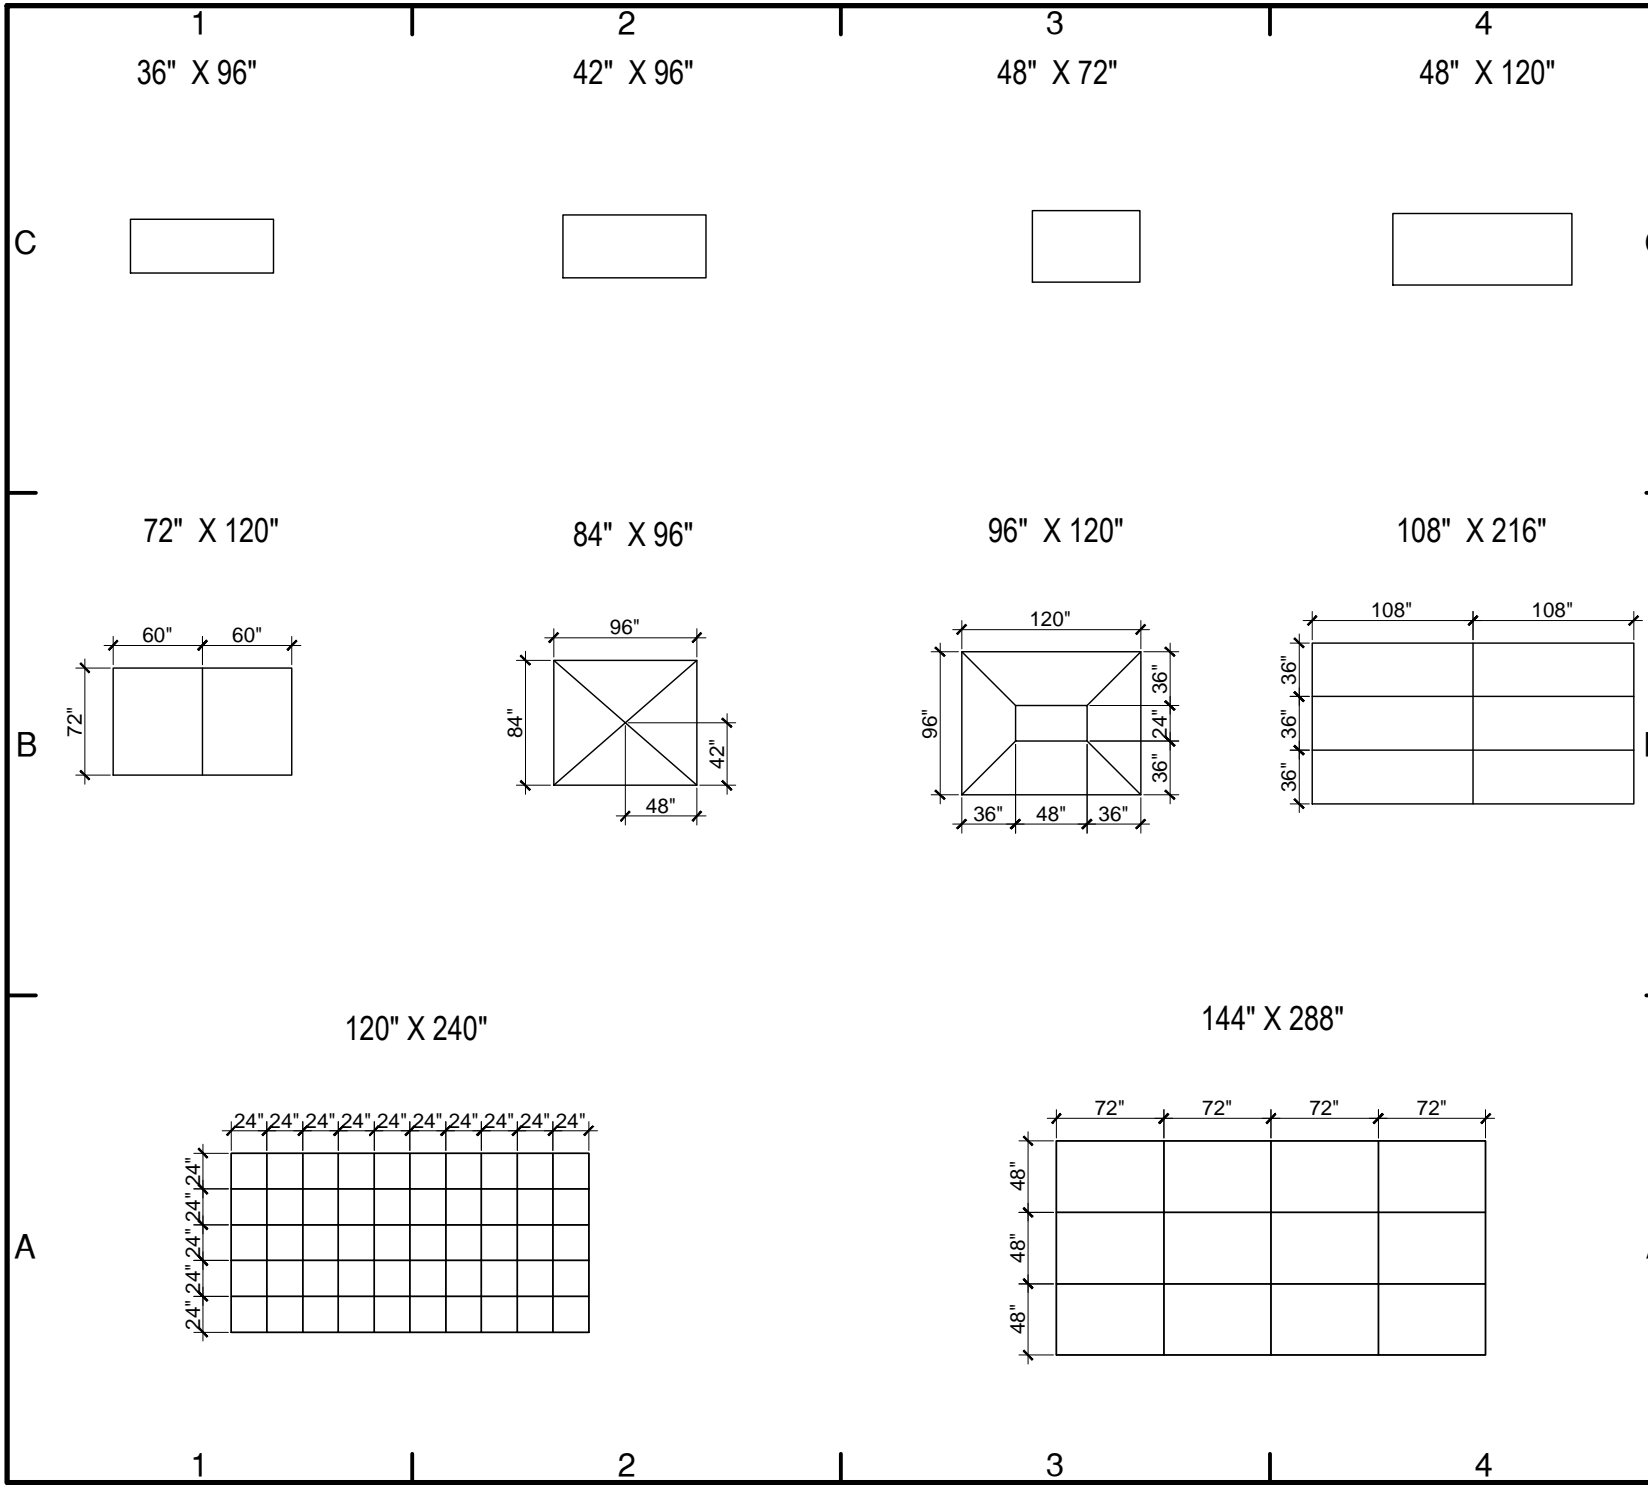 1 2 3 4
36" X 96" 42" X 96" 48" X 72" 48" X 120"
C
72" X 120" 84" X 96" 96" X 120" 108" X 216"
60" 60" 96" 120" 108" 108"
72" 84" 42" 96" 36" 24" 36" 36" 36" 36"
B
48" 36" 48" 36"
120" X 240" 144" X 288"
24" 24" 24" 24" 24" 24" 24" 24" 24" 24" 72" 72" 72" 72"
24" 24" 24" 24" 24" 48" 48" 48"
A
1 2 3 4